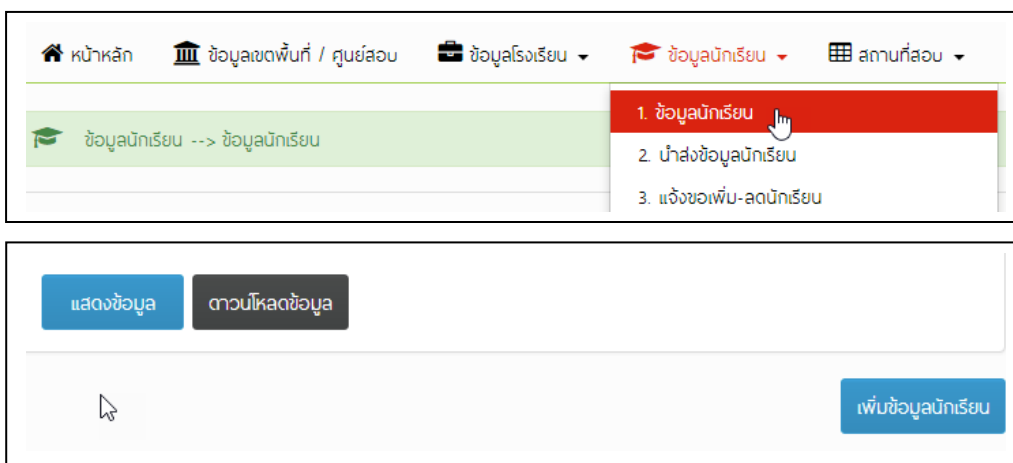 หน้าหลัก ข้อมูลเขตพื้นที่ / ศูนย์สอบ ข้อมูลโรงเรียน ข้อมูลนักเรียน สถานที่สอบ
1. ข้อมูลนักเรียน
ข้อมูลนักเรียน --> ข้อมูลนักเรียน
2. นำส่งข้อมูลนักเรียน
3. แจ้งขอเพิ่ม-ลดนักเรียน
แสดงข้อมูล ดาวน์โหลดข้อมูล
เพิ่มข้อมูลนักเรียน